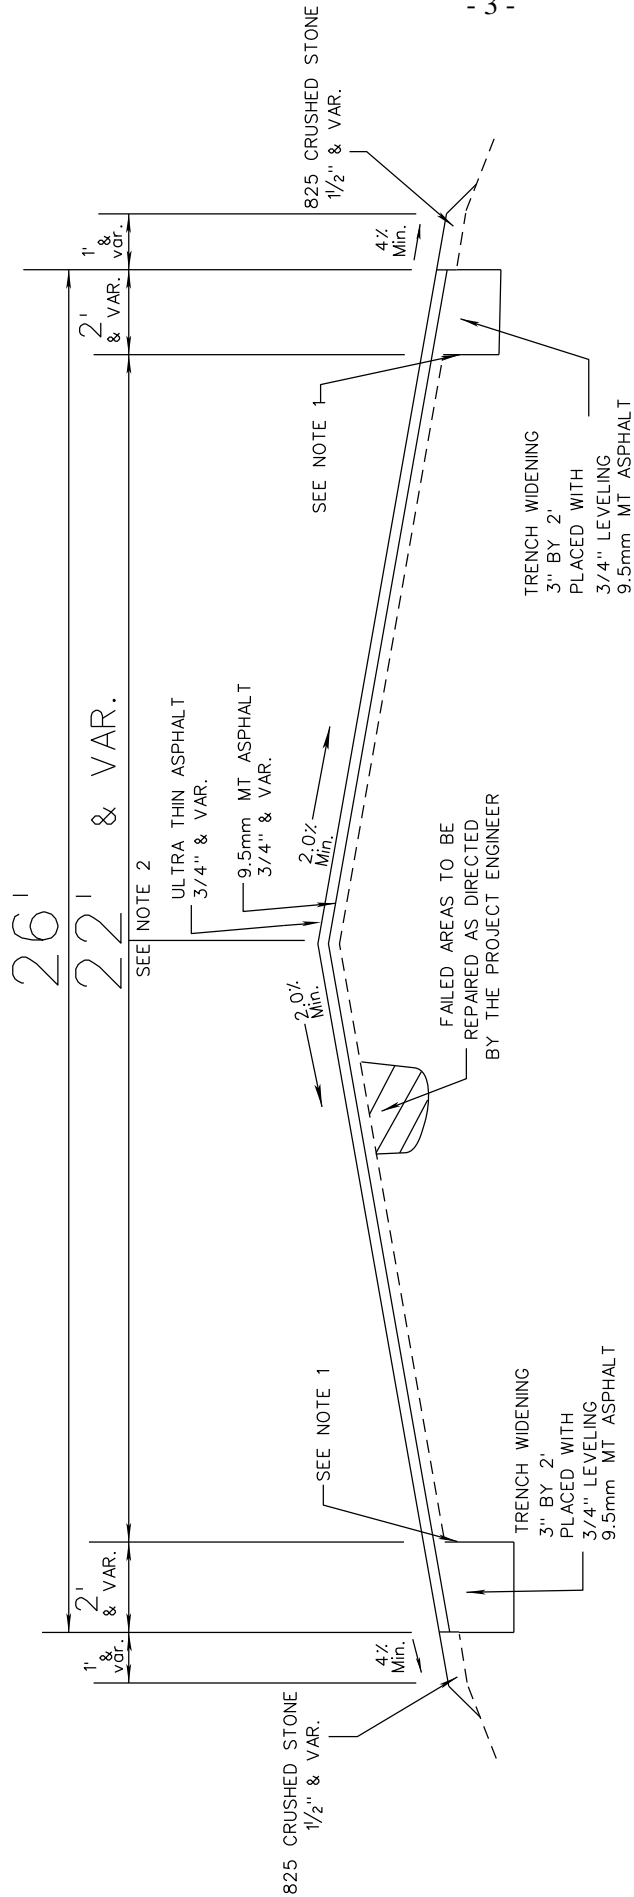 - 3 -
26'
22' & VAR.
SEE NOTE 2
1'
&
var.
2'
& VAR.
2'
& VAR.
1'
&
var.
ULTRA THIN ASPHALT
3/4" & VAR.
9.5mm MT ASPHALT
3/4" & VAR.
2.0%
Min.
2.0%
Min.
4%
Min.
4%
Min.
825 CRUSHED STONE
1 1/2" & VAR.
825 CRUSHED STONE
1 1/2" & VAR.
SEE NOTE 1
SEE NOTE 1
FAILED AREAS TO BE
REPAIRED AS DIRECTED
BY THE PROJECT ENGINEER
TRENCH WIDENING
3" BY 2'
PLACED WITH
3/4" LEVELING
9.5mm MT ASPHALT
TRENCH WIDENING
3" BY 2'
PLACED WITH
3/4" LEVELING
9.5mm MT ASPHALT